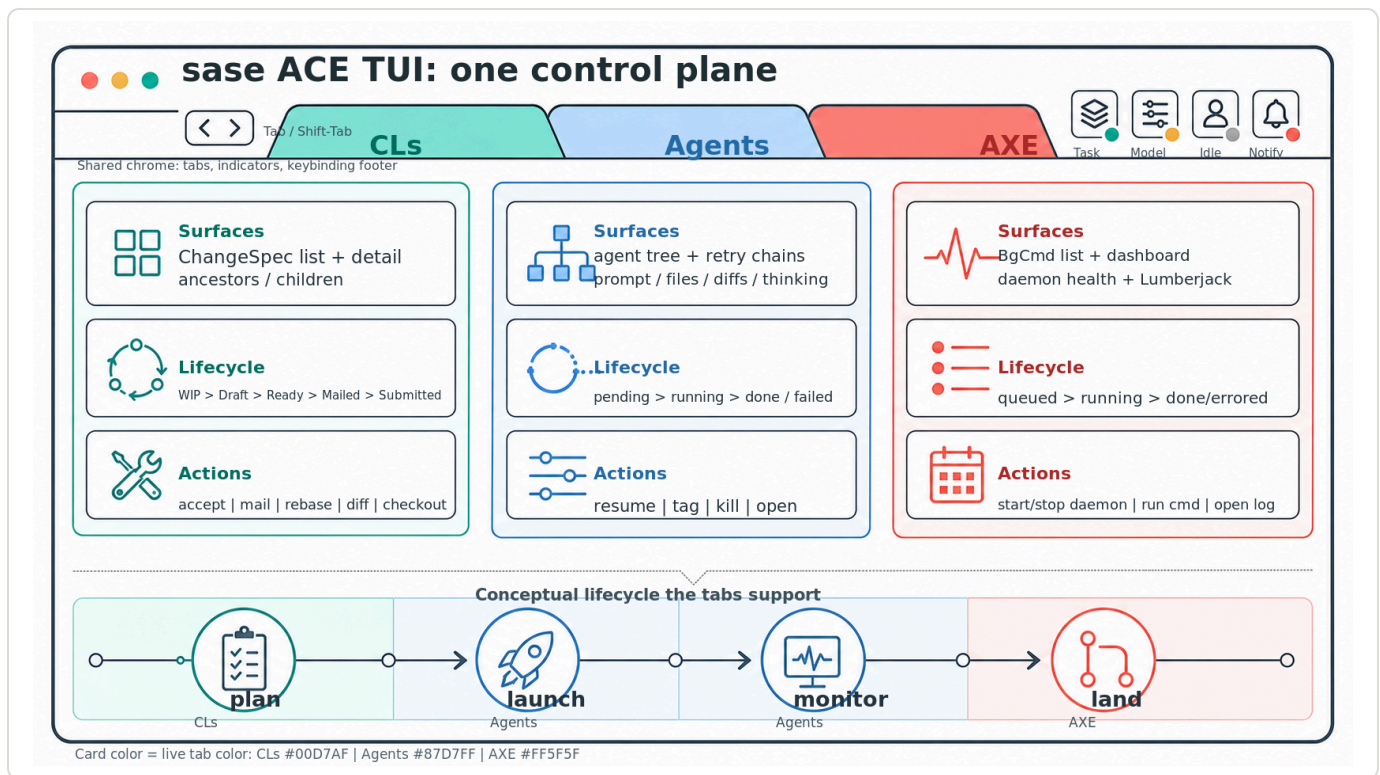 sase ACE TUI: one control plane
Tab / Shift-Tab
CLs
Agents
AXE
Task
Model
Idle
Notify
Shared chrome: tabs, indicators, keybinding footer
Surfaces
ChangeSpec list + detail
ancestors / children
Lifecycle
WIP > Draft > Ready > Mailed > Submitted
Actions
accept | mail | rebase | diff | checkout
Surfaces
agent tree + retry chains
prompt / files / diffs / thinking
Lifecycle
pending > running > done / failed
Actions
resume | tag | kill | open
Surfaces
BgCmd list + dashboard
daemon health + Lumberjack
Lifecycle
queued > running > done/errored
Actions
start/stop daemon | run cmd | open log
Conceptual lifecycle the tabs support
plan
CLs
launch
Agents
monitor
Agents
land
AXE
Card color = live tab color: CLs #00D7AF | Agents #87D7FF | AXE #FF5F5F